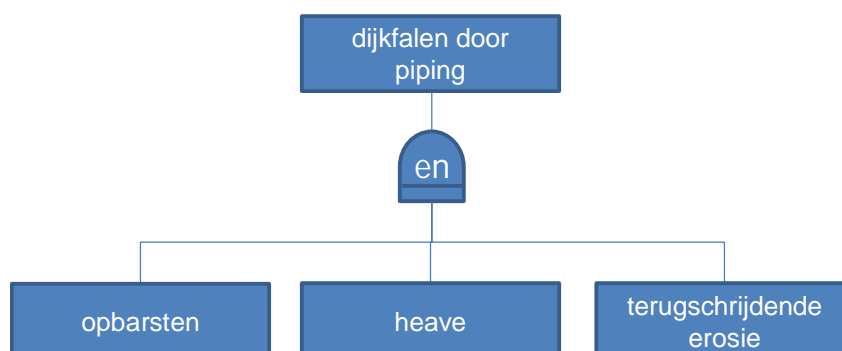 dijkfalen door
piping
en
opbarsten
heave
terugschrijdende
erosie